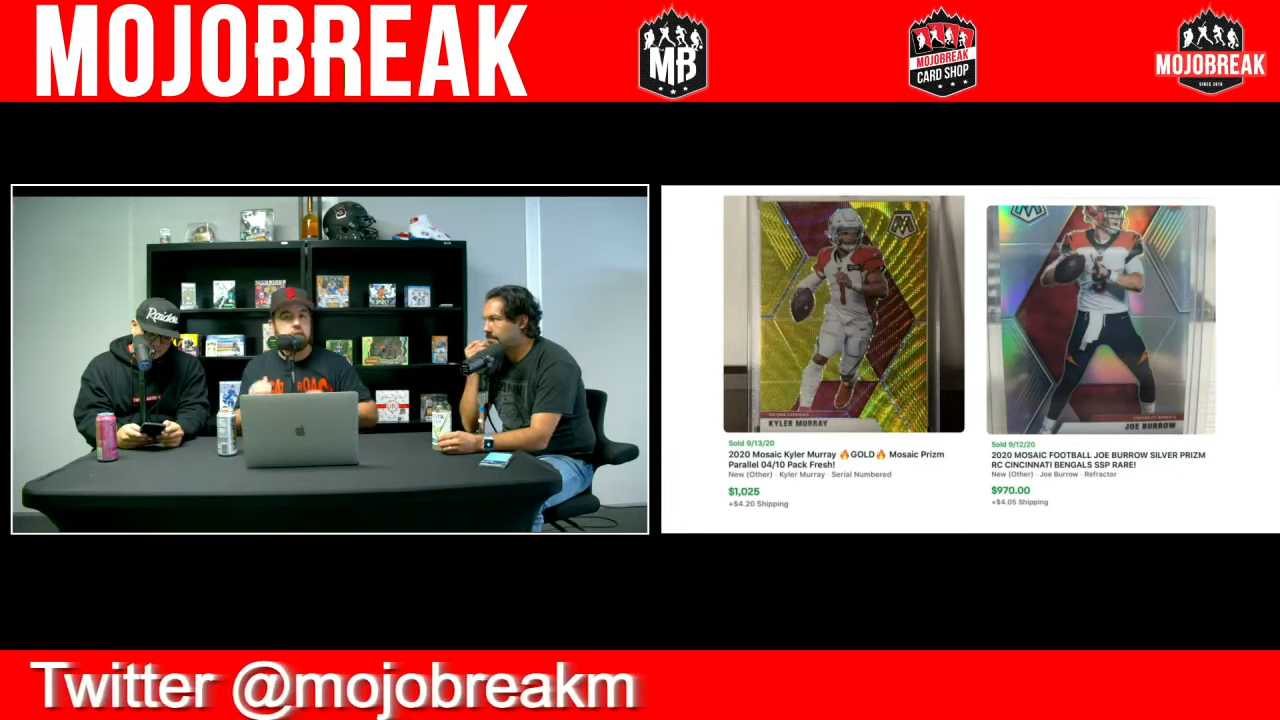 MOJOBREAK
MB
MOJOBREAK
CARD SHOP
MOJOBREAK
Raiders
KYLER MURRAY
JOE BURROW
Sold 9/13/20
2020 Mosaic Kyler Murray 🔥GOLD🔥 Mosaic Prizm
Parallel 04/10 Pack Fresh!
New (Other) · Kyler Murray · Serial Numbered
$1,025
+$4.20 Shipping
Sold 9/12/20
2020 MOSAIC FOOTBALL JOE BURROW SILVER PRIZM
RC CINCINNATI BENGALS SSP RARE!
New (Other) · Joe Burrow · Refractor
$970.00
+$4.05 Shipping
Twitter @mojobreakm